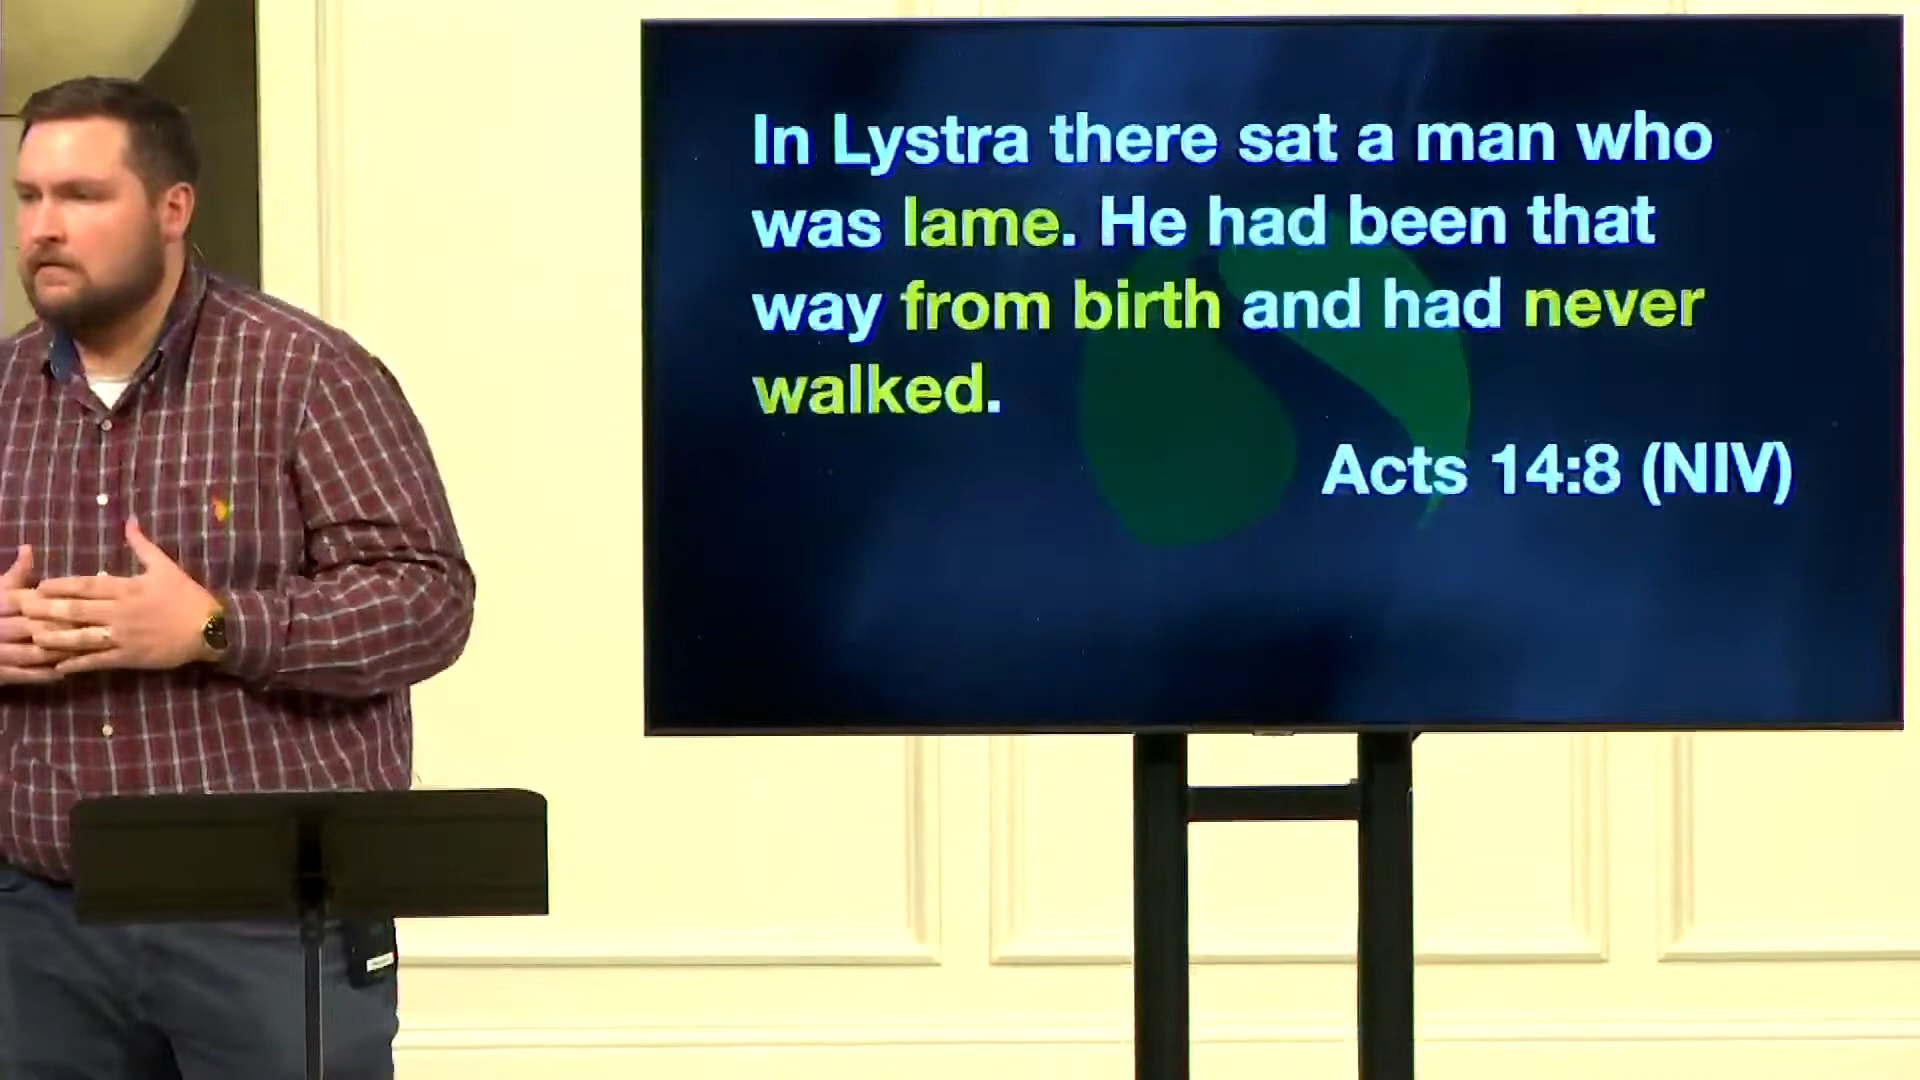 In Lystra there sat a man who
was lame. He had been that
way from birth and had never
walked.
Acts 14:8 (NIV)